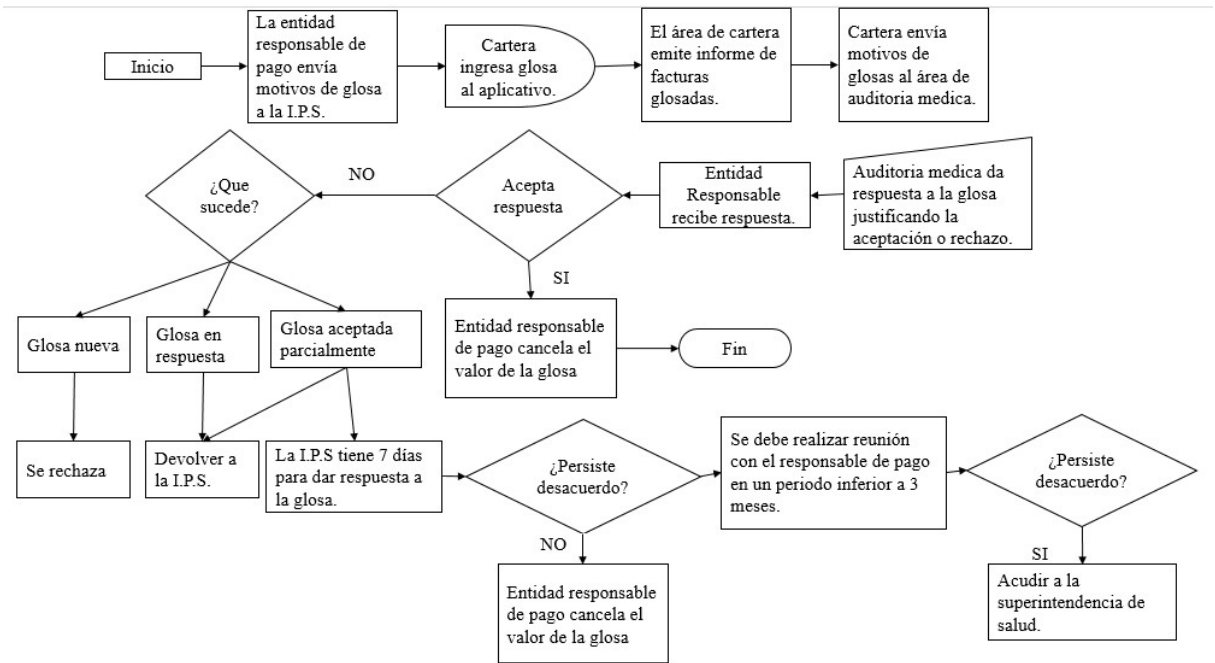 Inicio
La entidad
responsable de
pago envía
motivos de glosa
a la I.P.S.
Cartera
ingresa glosa
al aplicativo.
El área de cartera
emite informe de
facturas
glosadas.
Cartera envía
motivos de
glosas al área de
auditoria medica.
Auditoria medica da
respuesta a la glosa
justificando la
aceptación o rechazo.
Entidad
Responsable
recibe respuesta.
Acepta
respuesta
NO
¿Que
sucede?
SI
Entidad responsable
de pago cancela el
valor de la glosa
Fin
Glosa nueva
Glosa en
respuesta
Glosa aceptada
parcialmente
Se rechaza
Devolver a
la I.P.S.
La I.P.S tiene 7 días
para dar respuesta a
la glosa.
¿Persiste
desacuerdo?
NO
Entidad responsable
de pago cancela el
valor de la glosa
Se debe realizar reunión
con el responsable de pago
en un periodo inferior a 3
meses.
¿Persiste
desacuerdo?
SI
Acudir a la
superintendencia de
salud.